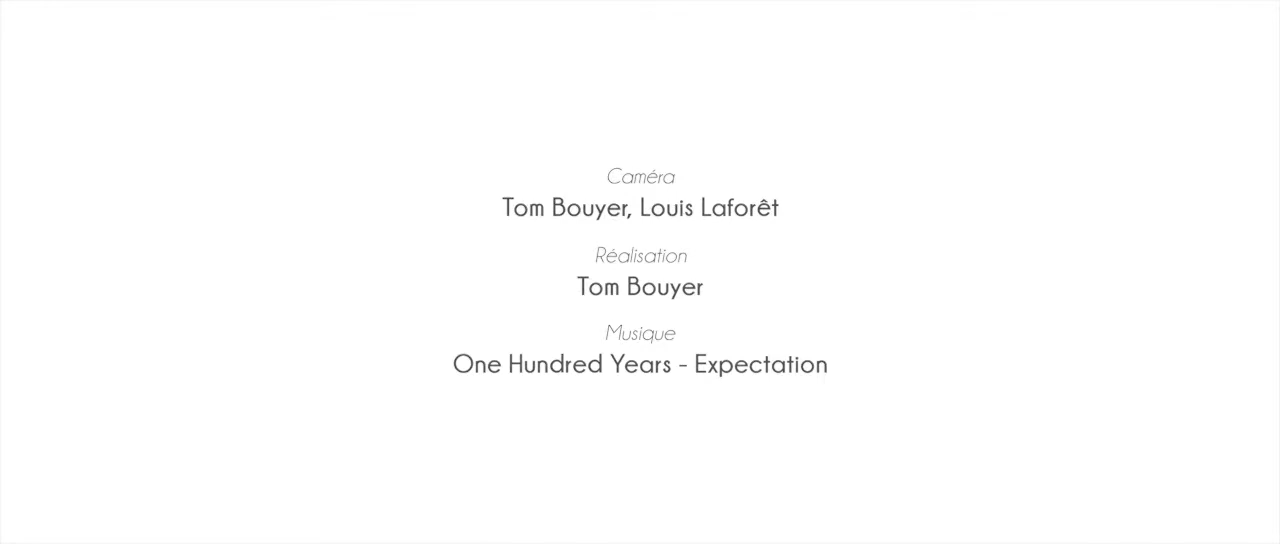 Caméra
Tom Bouyer, Louis Laforêt
Réalisation
Tom Bouyer
Musique
One Hundred Years - Expectation